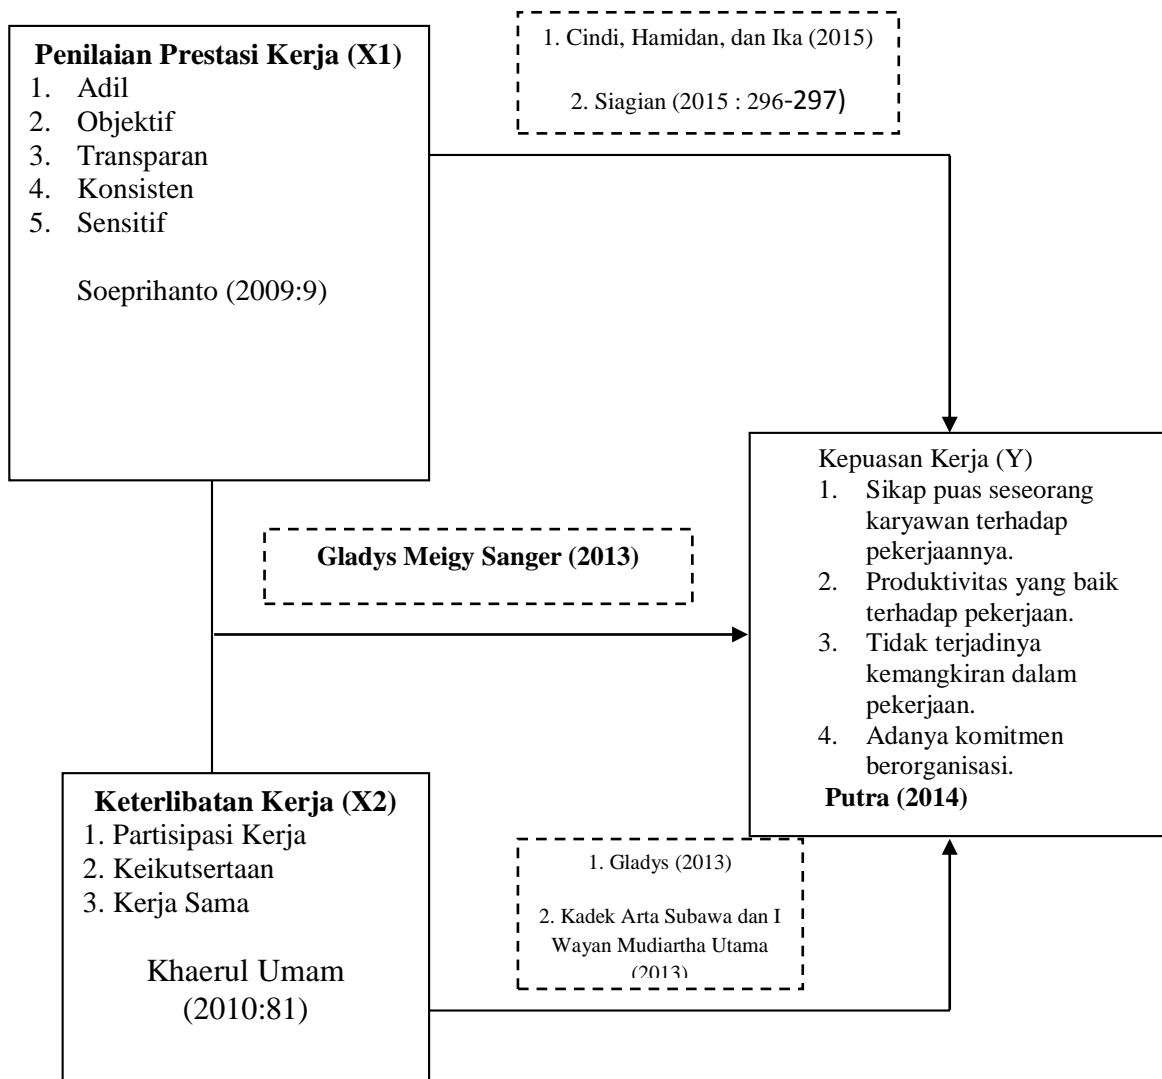 Penilaian Prestasi Kerja (X1)
1. Adil
2. Objektif
3. Transparan
4. Konsisten
5. Sensitif
Soeprihanto (2009:9)
1. Cindi, Hamidan, dan Ika (2015)
2. Siagian (2015 : 296-297)
Gladys Meigy Sanger (2013)
Kepuasan Kerja (Y)
1. Sikap puas seseorang
karyawan terhadap
pekerjaannya.
2. Produktivitas yang baik
terhadap pekerjaan.
3. Tidak terjadinya
kemangkiran dalam
pekerjaan.
4. Adanya komitmen
berorganisasi.
Putra (2014)
Keterlibatan Kerja (X2)
1. Partisipasi Kerja
2. Keikutsertaan
3. Kerja Sama
Khaerul Umam
(2010:81)
1. Gladys (2013)
2. Kadek Arta Subawa dan I
Wayan Mudiartha Utama
(2013)